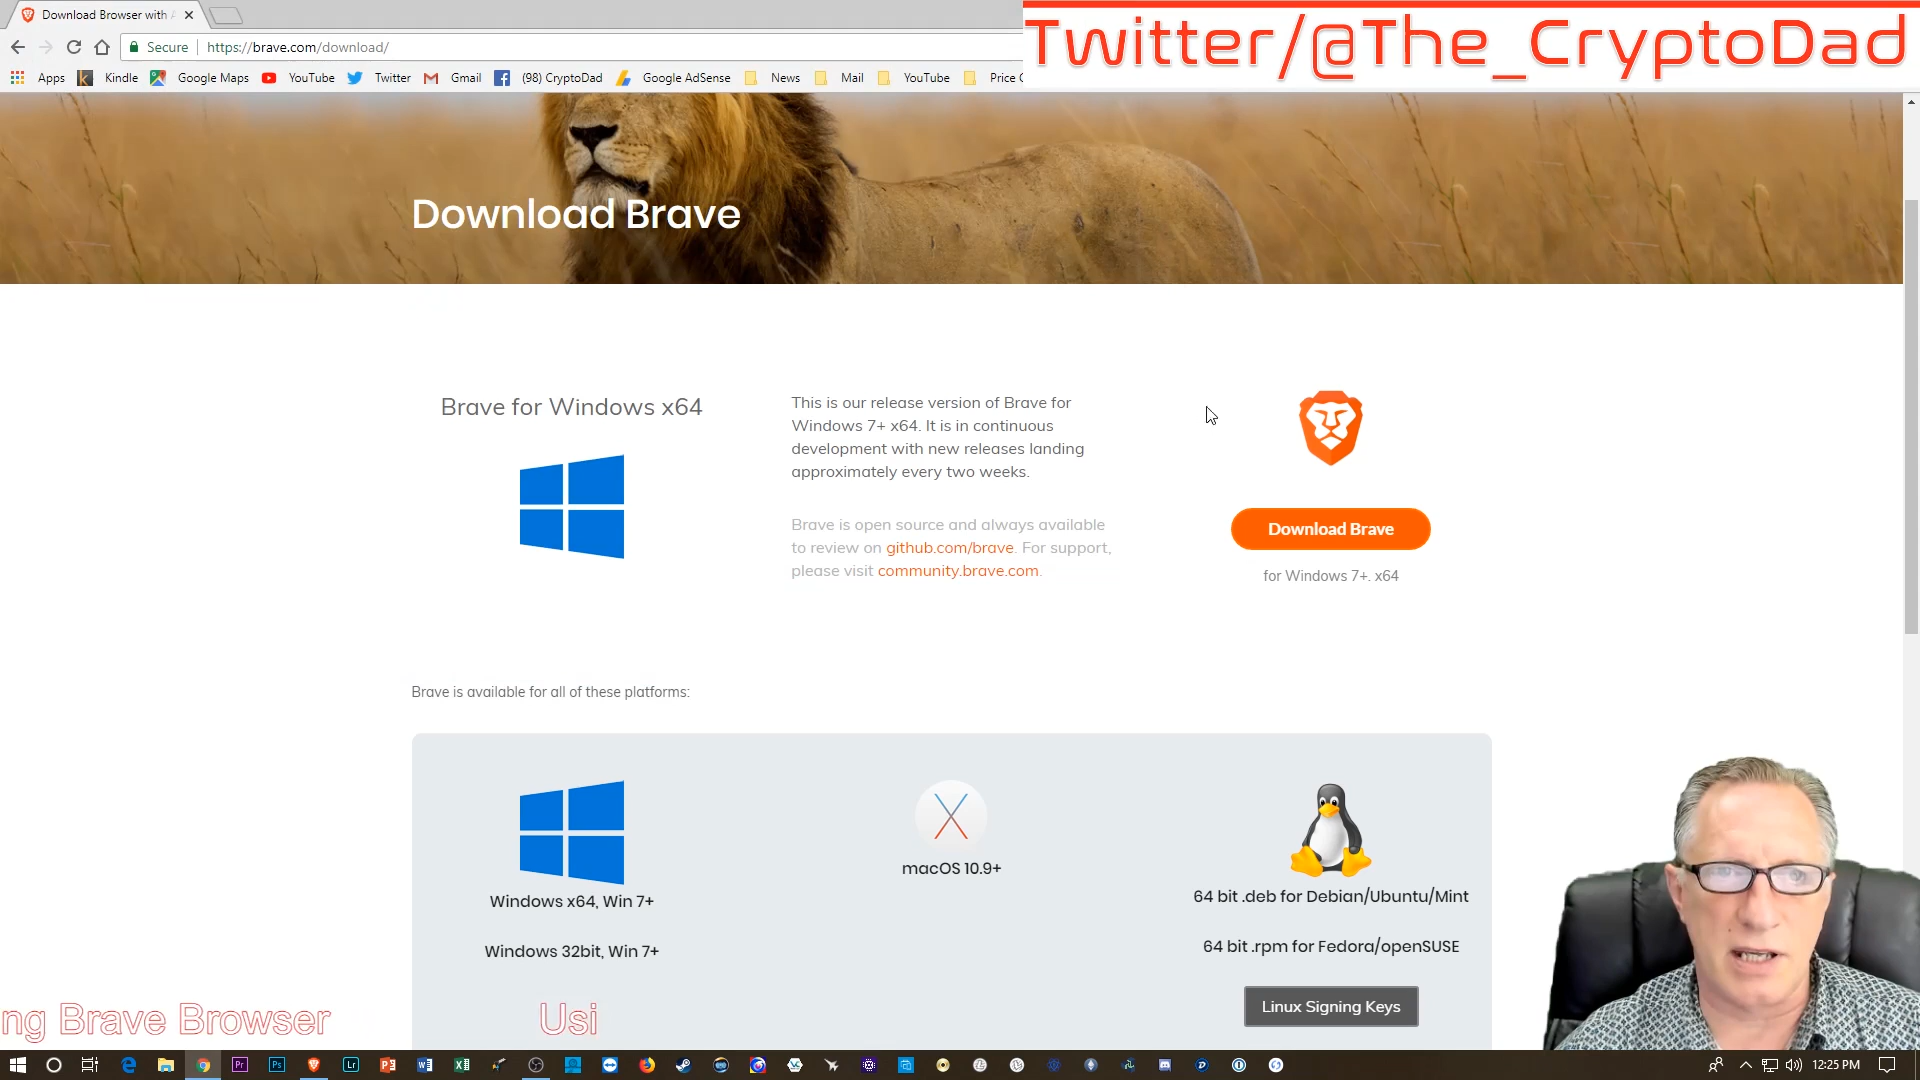 Download Browser with A
Twitter/@The_CryptoDad
Secure https://brave.com/download/
Apps Kindle Google Maps YouTube Twitter Gmail (98) CryptoDad Google AdSense News Mail YouTube Price C
Download Brave
Brave for Windows x64
This is our release version of Brave for
Windows 7+ x64. It is in continuous
development with new releases landing
approximately every two weeks.
Brave is open source and always available
to review on github.com/brave. For support,
please visit community.brave.com.
Download Brave
for Windows 7+. x64
Brave is available for all of these platforms:
Windows x64, Win 7+
Windows 32bit, Win 7+
macOS 10.9+
64 bit .deb for Debian/Ubuntu/Mint
64 bit .rpm for Fedora/openSUSE
Linux Signing Keys
ng Brave Browser Usi
12:25 PM